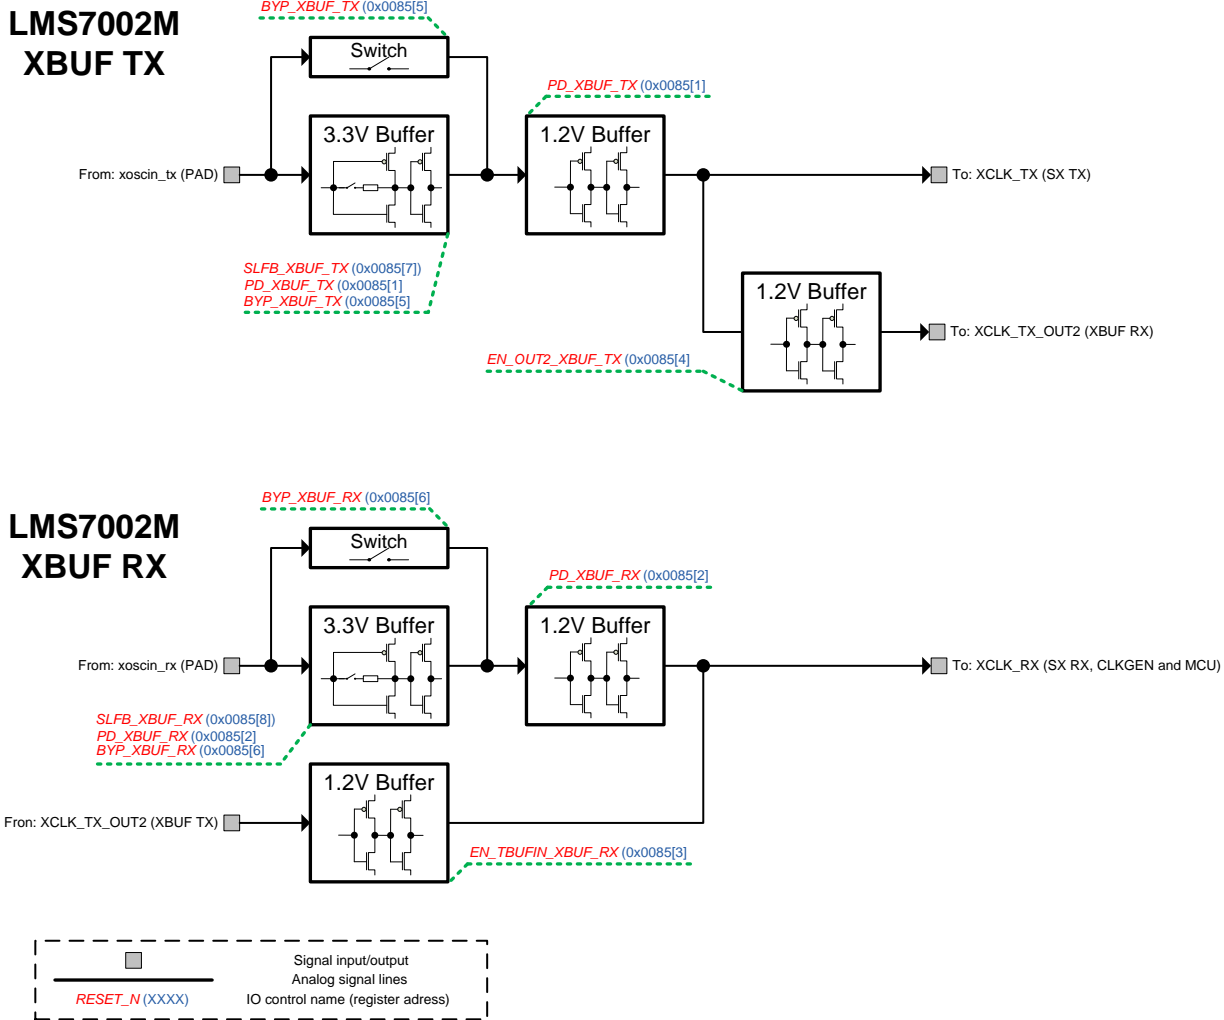 LMS7002M
XBUF TX
BYP_XBUF_TX (0x0085[5]
Switch
PD_XBUF_TX (0x0085[1]
3.3V Buffer
1.2V Buffer
From: xoscin_tx (PAD)
To: XCLK_TX (SX TX)
SLFB_XBUF_TX (0x0085[7])
PD_XBUF_TX (0x0085[1]
BYP_XBUF_TX (0x0085[5]
1.2V Buffer
To: XCLK_TX_OUT2 (XBUF RX)
EN_OUT2_XBUF_TX (0x0085[4]
LMS7002M
XBUF RX
BYP_XBUF_RX (0x0085[6]
Switch
PD_XBUF_RX (0x0085[2]
3.3V Buffer
1.2V Buffer
From: xoscin_rx (PAD)
To: XCLK_RX (SX RX, CLKGEN and MCU)
SLFB_XBUF_RX (0x0085[8])
PD_XBUF_RX (0x0085[2]
BYP_XBUF_RX (0x0085[6]
1.2V Buffer
Fron: XCLK_TX_OUT2 (XBUF TX)
EN_TBUFIN_XBUF_RX (0x0085[3]
Signal input/output
Analog signal lines
RESET_N (XXXX) IO control name (register adress)